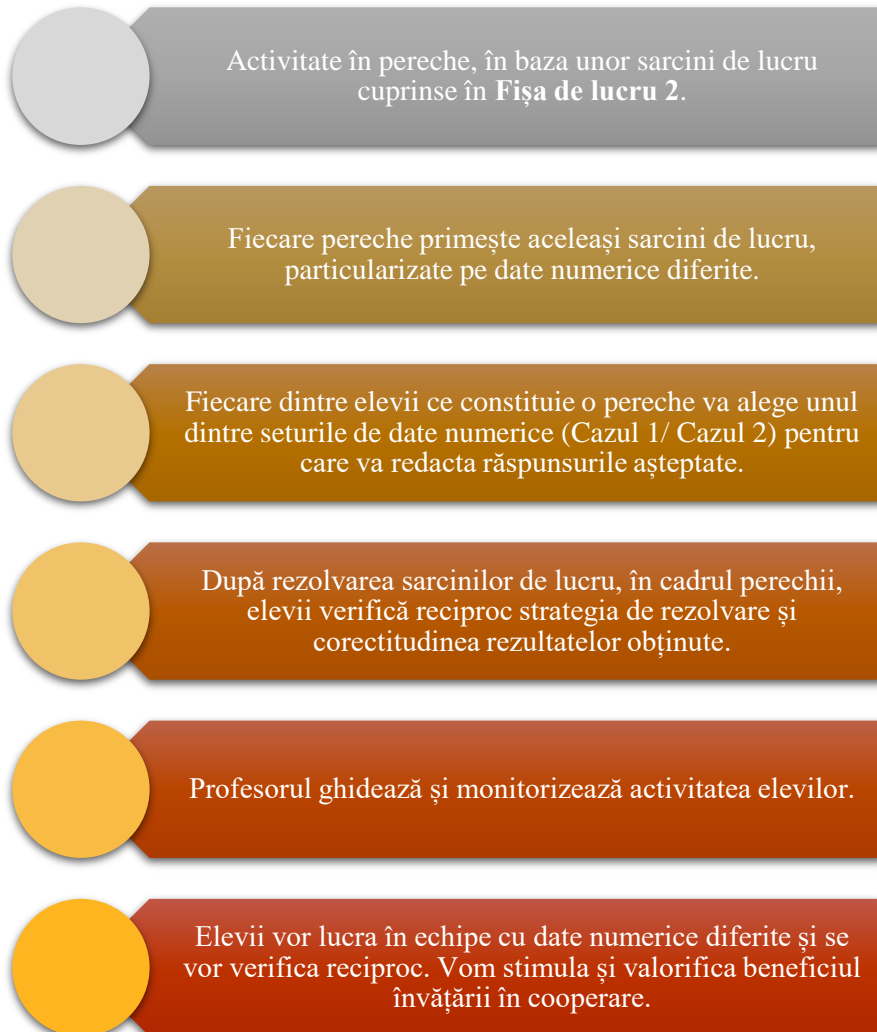 Activitate în pereche, în baza unor sarcini de lucru
cuprinse în Fișa de lucru 2.
Fiecare pereche primește aceleași sarcini de lucru,
particularizate pe date numerice diferite.
Fiecare dintre elevii ce constituie o pereche va alege unul
dintre seturile de date numerice (Cazul 1/ Cazul 2) pentru
care va redacta răspunsurile așteptate.
După rezolvarea sarcinilor de lucru, în cadrul perechii,
elevii verifică reciproc strategia de rezolvare și
corectitudinea rezultatelor obținute.
Profesorul ghidează și monitorizează activitatea elevilor.
Elevii vor lucra în echipe cu date numerice diferite și se
vor verifica reciproc. Vom stimula și valorifica beneficiul
învățării în cooperare.